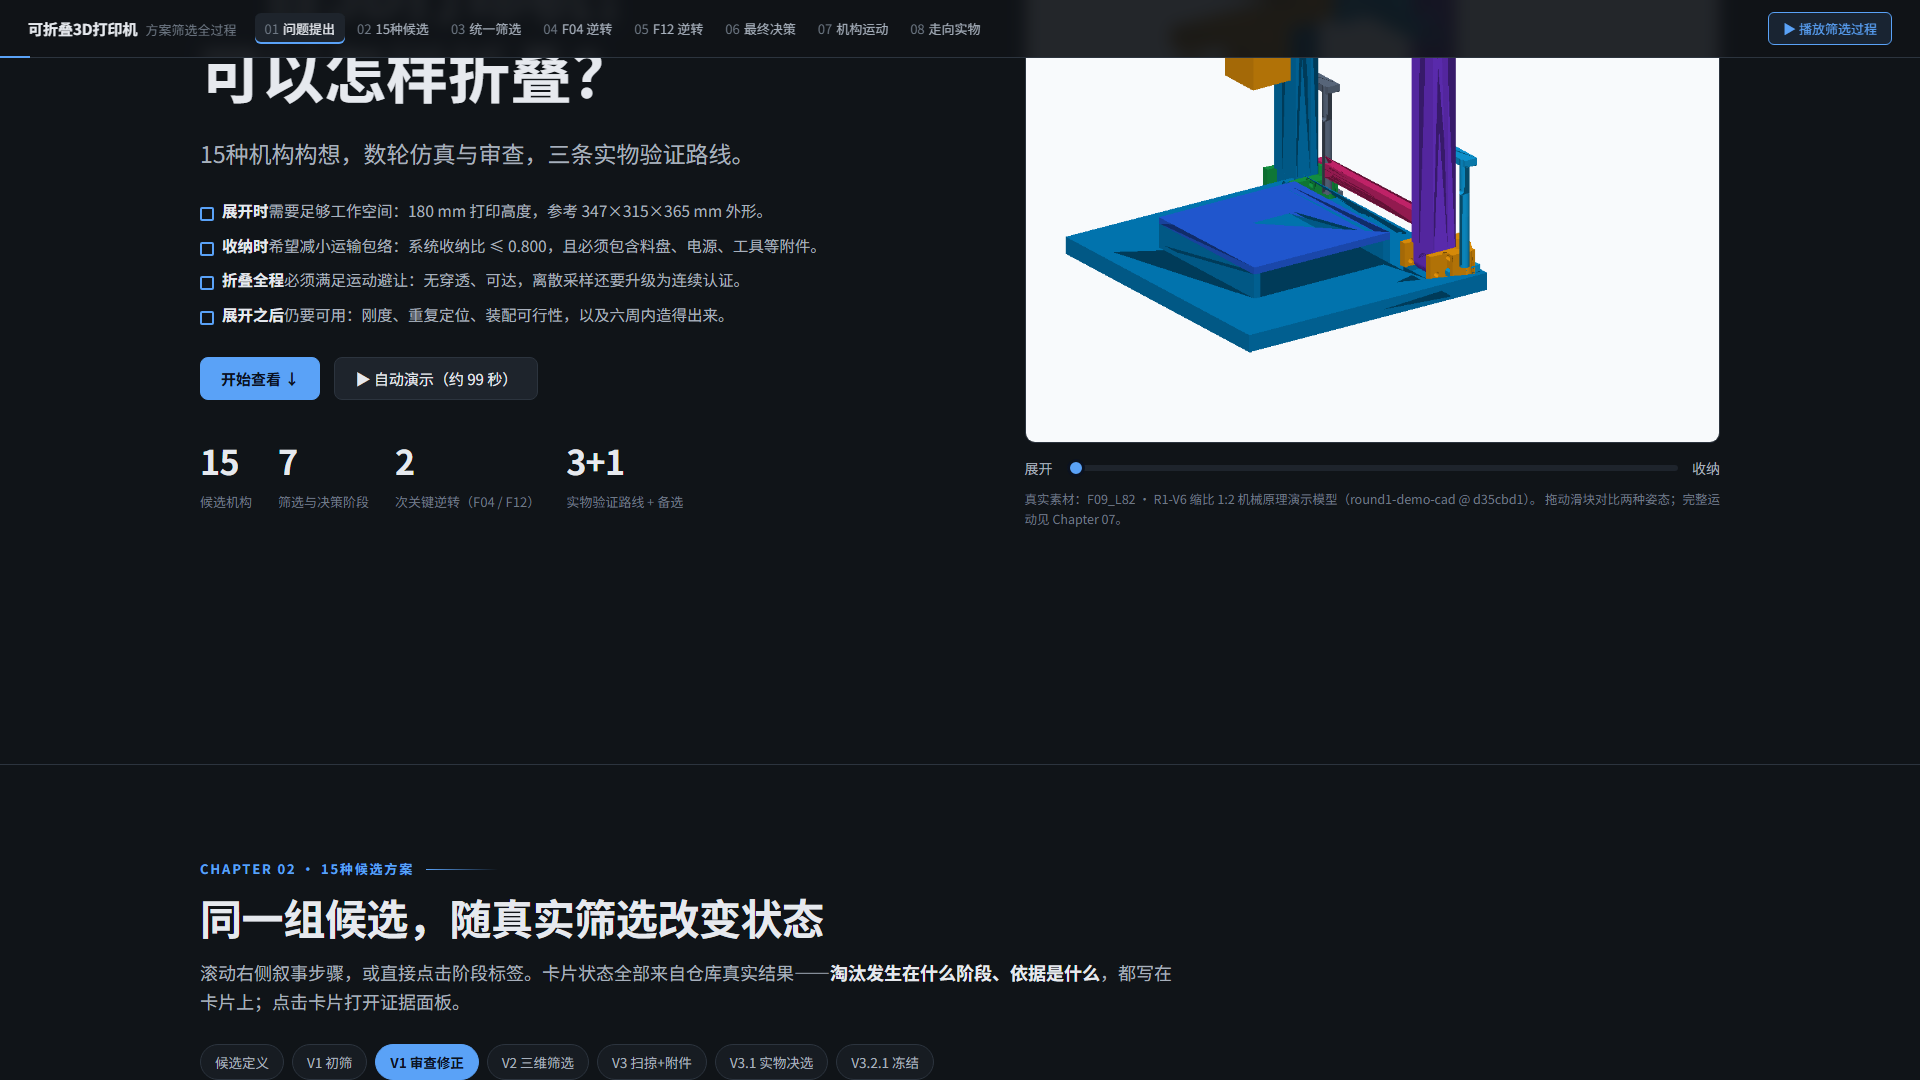 可折叠3D打印机 方案筛选全过程 01 问题提出 02 15种候选 03 统一筛选 04 F04 逆转 05 F12 逆转 06 最终决策 07 机构运动 08 走向实物 ▶ 播放筛选过程
可以怎样折叠？
15种机构构想，数轮仿真与审查，三条实物验证路线。
展开时需要足够工作空间：180 mm 打印高度，参考 347×315×365 mm 外形。
收纳时希望减小运输包络：系统收纳比 ≤ 0.800，且必须包含料盘、电源、工具等附件。
折叠全程必须满足运动避让：无穿透、可达，离散采样还要升级为连续认证。
展开之后仍要可用：刚度、重复定位、装配可行性，以及六周内造得出来。
开始查看 ↓ ▶ 自动演示（约 99 秒）
15 7 2 3+1
候选机构 筛选与决策阶段 次关键逆转（F04 / F12） 实物验证路线 + 备选
展开 收纳
真实素材：F09_L82 · R1-V6 缩比 1:2 机械原理演示模型（round1-demo-cad @ d35cbd1）。 拖动滑块对比两种姿态；完整运
动见 Chapter 07。
CHAPTER 02 · 15种候选方案
同一组候选，随真实筛选改变状态
滚动右侧叙事步骤，或直接点击阶段标签。卡片状态全部来自仓库真实结果——淘汰发生在什么阶段、依据是什么，都写在
卡片上；点击卡片打开证据面板。
候选定义 V1 初筛 V1 审查修正 V2 三维筛选 V3 扫掠+附件 V3.1 实物决选 V3.2.1 冻结